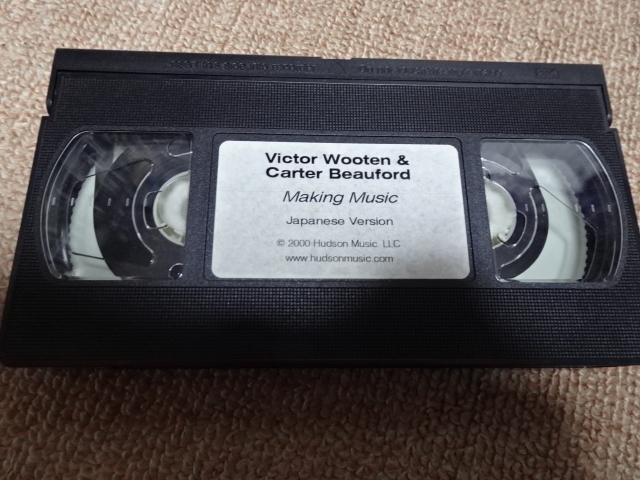 Victor Wooten &
Carter Beauford
Making Music
Japanese Version
© 2000 Hudson Music LLC
www.hudsonmusic.com